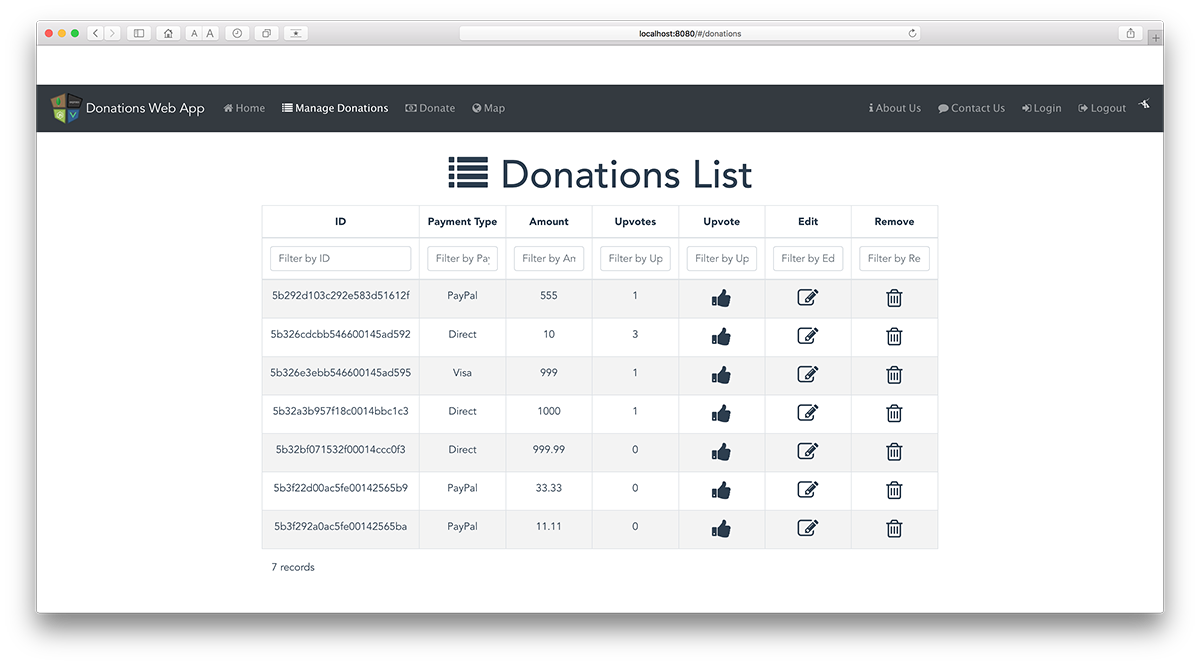 A A localhost:8080/#/donations
Donations Web App Home Manage Donations Donate Map About Us Contact Us Login Logout
Donations List
ID Payment Type Amount Upvotes Upvote Edit Remove
Filter by ID Filter by Pay Filter by Am Filter by Up Filter by Up Filter by Ed Filter by Re
5b292d103c292e583d51612f PayPal 555 1
5b326cdcbb546600145ad592 Direct 10 3
5b326e3ebb546600145ad595 Visa 999 1
5b32a3b957f18c0014bbc1c3 Direct 1000 1
5b32bf071532f00014ccc0f3 Direct 999.99 0
5b3f22d00ac5fe00142565b9 PayPal 33.33 0
5b3f292a0ac5fe00142565ba PayPal 11.11 0
7 records